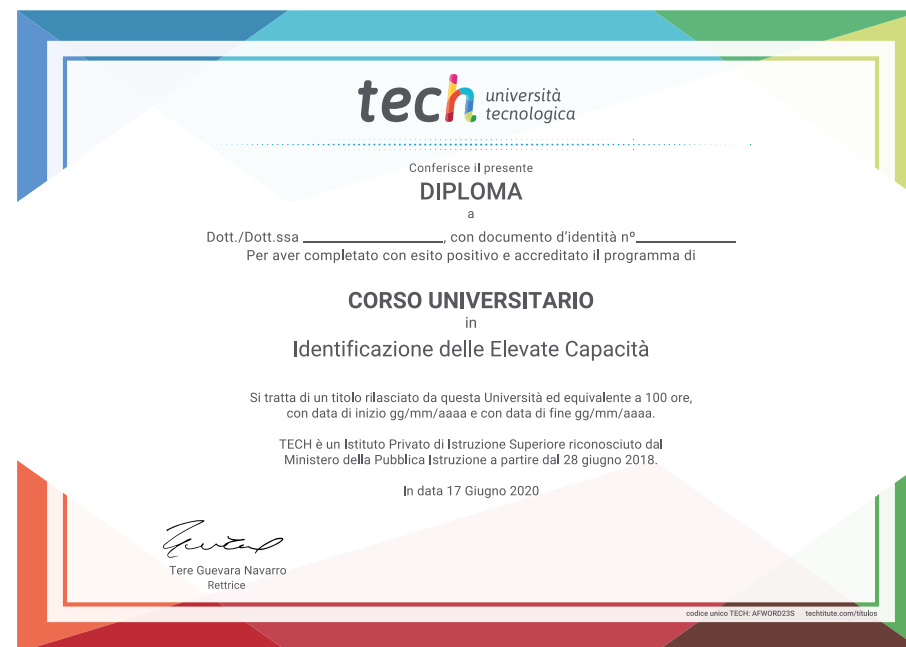 tech università
tecnologica
Conferisce il presente
DIPLOMA
a
Dott./Dott.ssa ____________, con documento d'identità nº____________
Per aver completato con esito positivo e accreditato il programma di
CORSO UNIVERSITARIO
in
Identificazione delle Elevate Capacità
Si tratta di un titolo rilasciato da questa Università ed equivalente a 100 ore,
con data di inizio gg/mm/aaaa e con data di fine gg/mm/aaaa.
TECH è un Istituto Privato di Istruzione Superiore riconosciuto dal
Ministero della Pubblica Istruzione a partire dal 28 giugno 2018.
In data 17 Giugno 2020
Tere Guevara Navarro
Rettrice
codice unico TECH: AFWORD23S techtitute.com/títulos